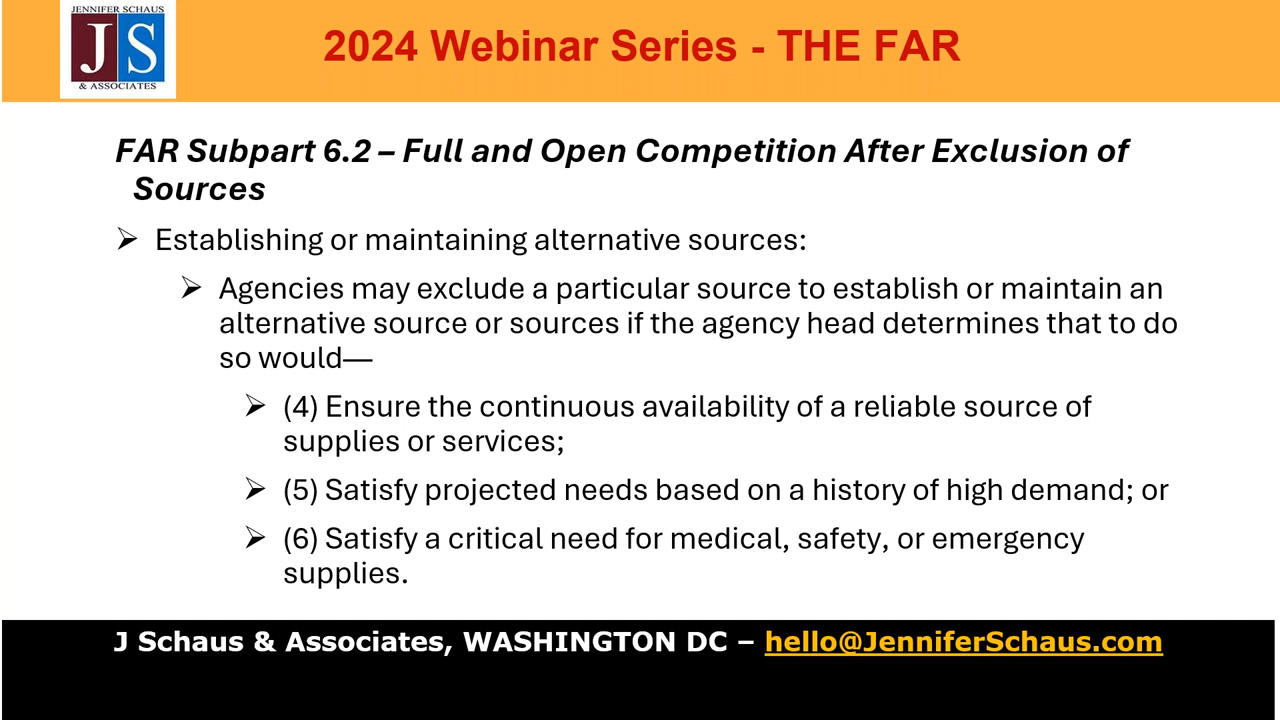 JENNIFER SCHAUS
JS
& ASSOCIATES
2024 Webinar Series - THE FAR
FAR Subpart 6.2 – Full and Open Competition After Exclusion of
Sources
➢ Establishing or maintaining alternative sources:
➢ Agencies may exclude a particular source to establish or maintain an
alternative source or sources if the agency head determines that to do
so would—
➢ (4) Ensure the continuous availability of a reliable source of
supplies or services;
➢ (5) Satisfy projected needs based on a history of high demand; or
➢ (6) Satisfy a critical need for medical, safety, or emergency
supplies.
J Schaus & Associates, WASHINGTON DC – hello@JenniferSchaus.com